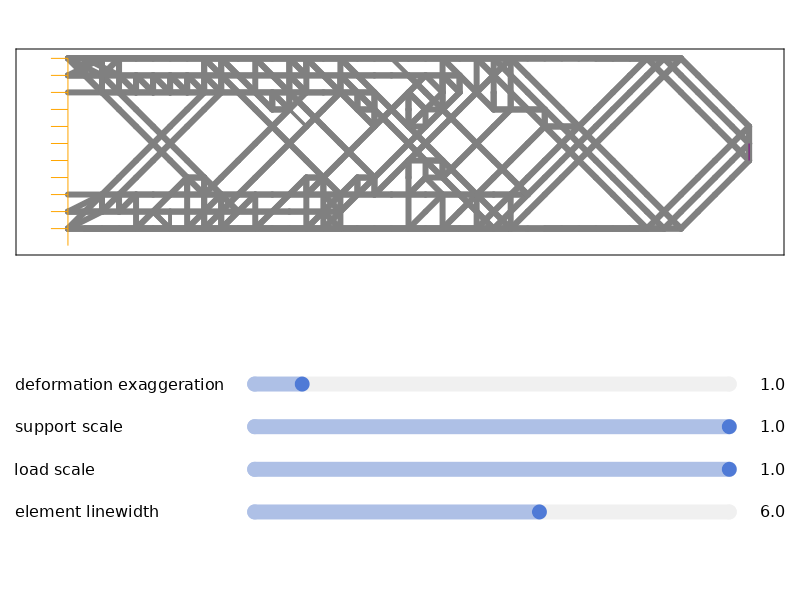 deformation exaggeration 1.0
support scale 1.0
load scale 1.0
element linewidth 6.0